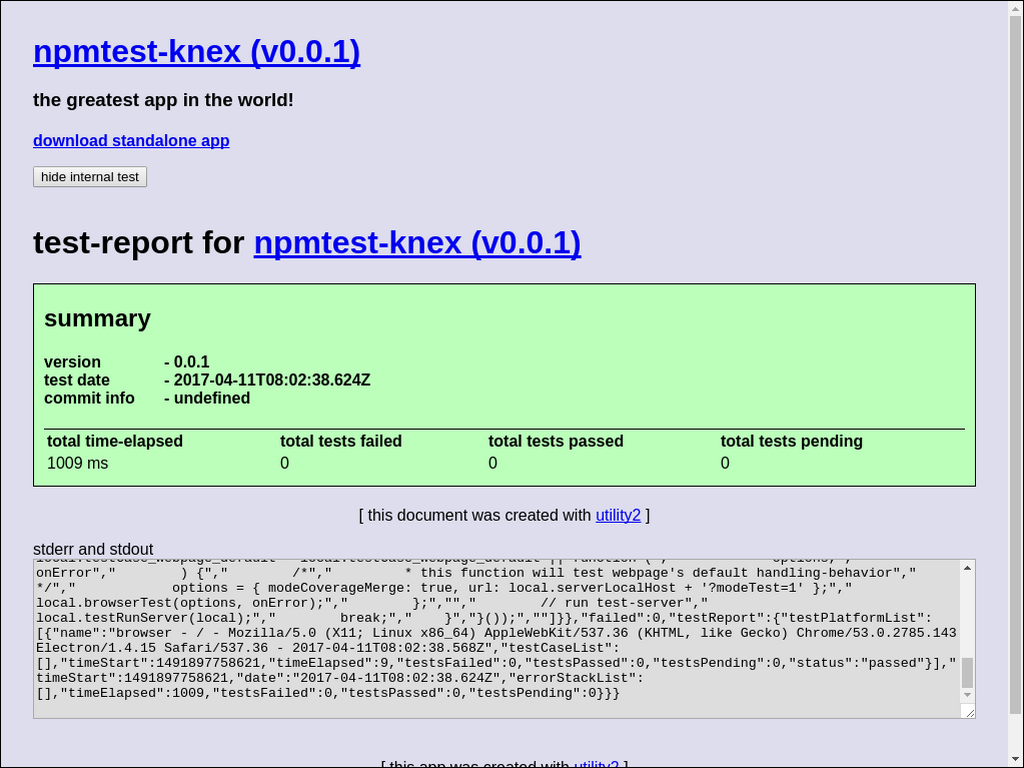 npmtest-knex (v0.0.1)
the greatest app in the world!
download standalone app
hide internal test
test-report for npmtest-knex (v0.0.1)
summary
version - 0.0.1
test date - 2017-04-11T08:02:38.624Z
commit info - undefined
total time-elapsed total tests failed total tests passed total tests pending
1009 ms 0 0 0
[ this document was created with utility2 ]
stderr and stdout
onError","        ) {","        /*","         * this function will test webpage's default handling-behavior","
*/","            options = { modeCoverageMerge: true, url: local.serverLocalHost + '?modeTest=1' };","
local.browserTest(options, onError);","        };","","        // run test-server","
local.testRunServer(local);","        break;","    }","}());",""]}},"failed":0,"testReport":{"testPlatformList":
[{"name":"browser - / - Mozilla/5.0 (X11; Linux x86_64) AppleWebKit/537.36 (KHTML, like Gecko) Chrome/53.0.2785.143
Electron/1.4.15 Safari/537.36 - 2017-04-11T08:02:38.568Z","testCaseList":
[],"timeStart":1491897758621,"timeElapsed":9,"testsFailed":0,"testsPassed":0,"testsPending":0,"status":"passed"}],"
timeStart":1491897758621,"date":"2017-04-11T08:02:38.624Z","errorStackList":
[],"timeElapsed":1009,"testsFailed":0,"testsPassed":0,"testsPending":0}}}
[ this app was created with utility2 ]